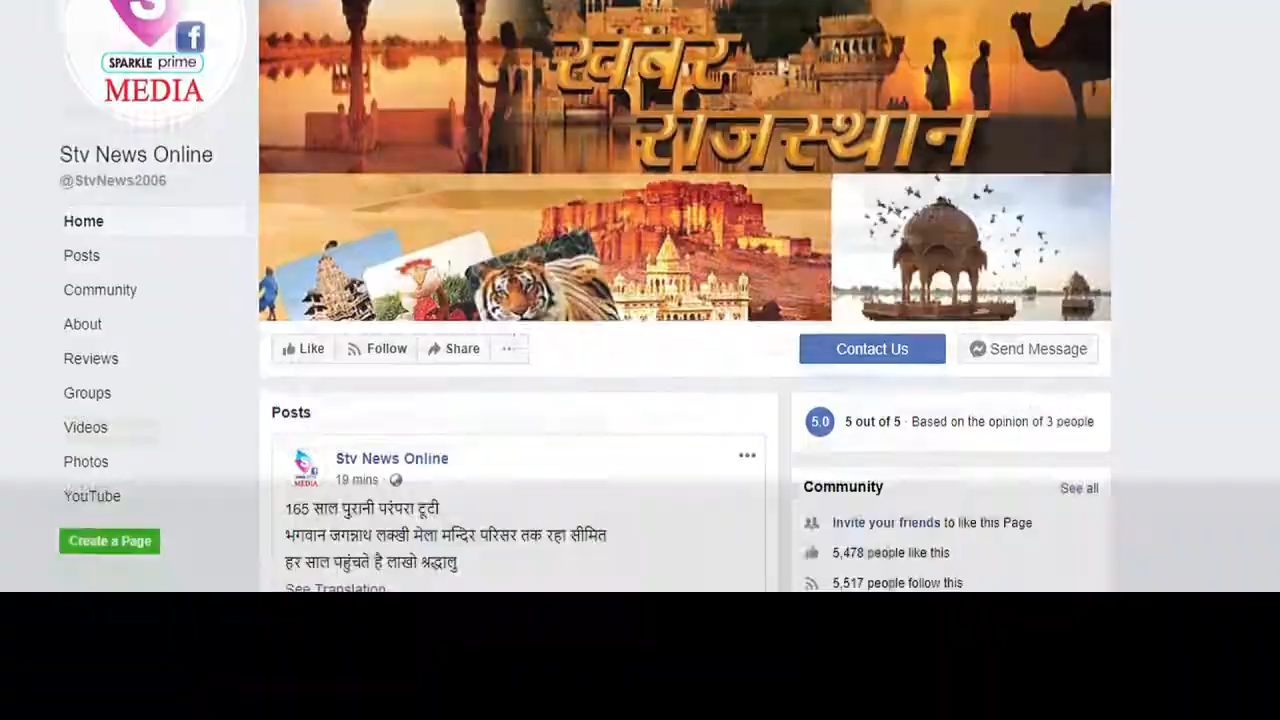 S
f
SPARKLE prime
MEDIA
खबर
राजस्थान
Stv News Online
@StvNews2006
Home
Posts
Community
About
Reviews
Groups
Videos
Photos
YouTube
Create a Page
Like
Follow
Share
Contact Us
Send Message
Posts
Stv News Online
19 mins ·
165 साल पुरानी परंपरा टूटी
भगवान जगन्नाथ लक्खी मेला मन्दिर परिसर तक रहा सीमित
हर साल पहुंचते है लाखो श्रद्धालु
See Translation
5.0 5 out of 5 · Based on the opinion of 3 people
Community See all
Invite your friends to like this Page
5,478 people like this
5,517 people follow this